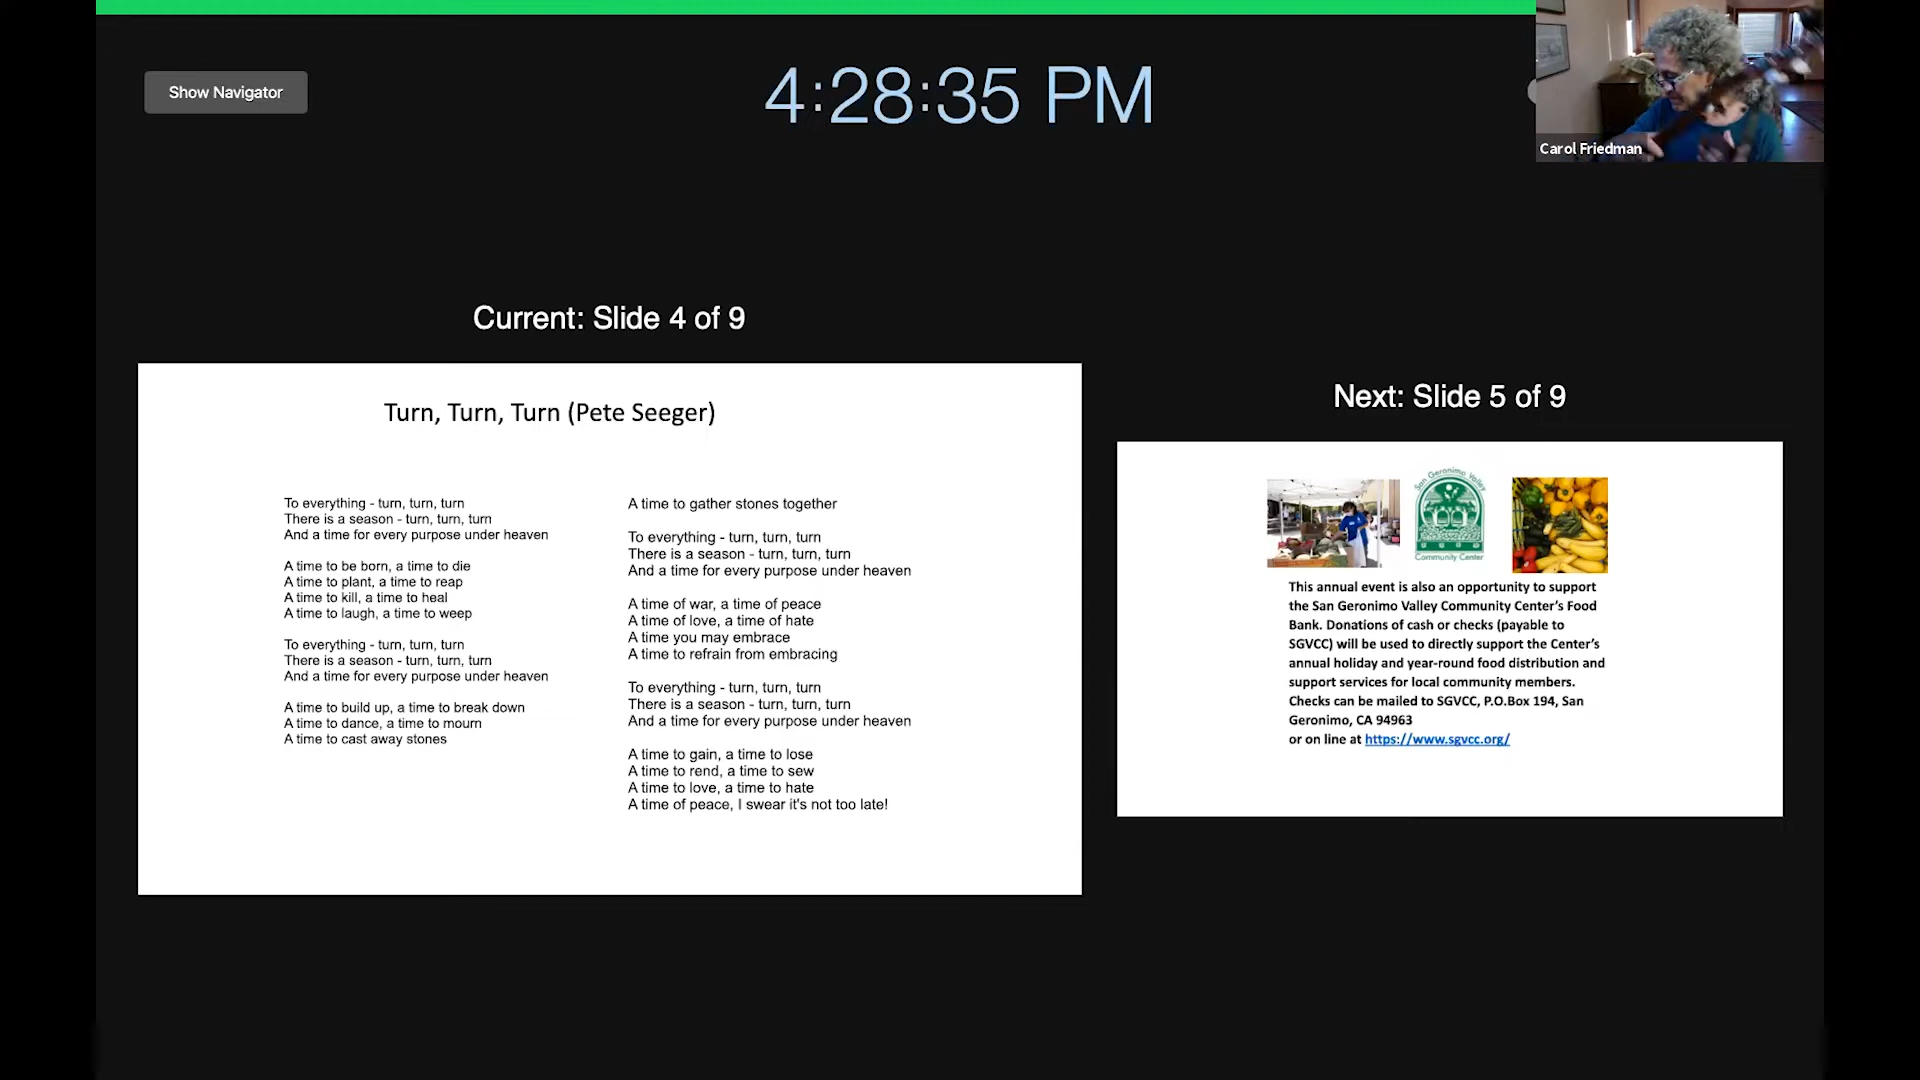 Show Navigator
4:28:35 PM
Carol Friedman
Current: Slide 4 of 9
Turn, Turn, Turn (Pete Seeger)
To everything - turn, turn, turn
There is a season - turn, turn, turn
And a time for every purpose under heaven
A time to be born, a time to die
A time to plant, a time to reap
A time to kill, a time to heal
A time to laugh, a time to weep
To everything - turn, turn, turn
There is a season - turn, turn, turn
And a time for every purpose under heaven
A time to build up, a time to break down
A time to dance, a time to mourn
A time to cast away stones
A time to gather stones together
To everything - turn, turn, turn
There is a season - turn, turn, turn
And a time for every purpose under heaven
A time of war, a time of peace
A time of love, a time of hate
A time you may embrace
A time to refrain from embracing
To everything - turn, turn, turn
There is a season - turn, turn, turn
And a time for every purpose under heaven
A time to gain, a time to lose
A time to rend, a time to sew
A time to love, a time to hate
A time of peace, I swear it's not too late!
Next: Slide 5 of 9
San Geronimo Valley
Community Center
This annual event is also an opportunity to support
the San Geronimo Valley Community Center’s Food
Bank. Donations of cash or checks (payable to
SGVCC) will be used to directly support the Center’s
annual holiday and year-round food distribution and
support services for local community members.
Checks can be mailed to SGVCC, P.O.Box 194, San
Geronimo, CA 94963
or on line at https://www.sgvcc.org/